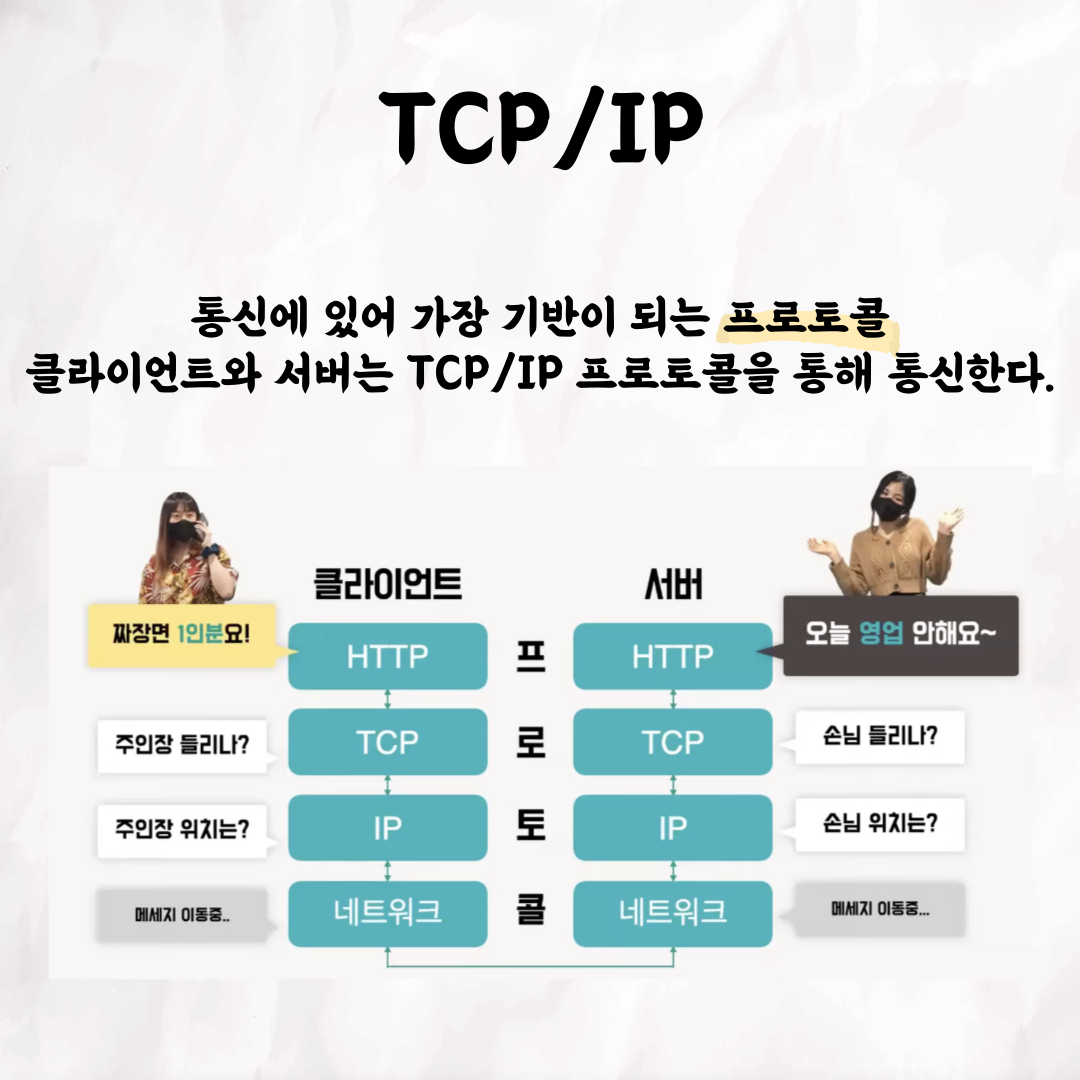 TCP/IP
통신에 있어 가장 기반이 되는 프로토콜
클라이언트와 서버는 TCP/IP 프로토콜을 통해 통신한다.
클라이언트
서버
짜장면 1인분요!
HTTP
프
HTTP
오늘 영업 안해요~
주인장 들리나?
TCP
로
TCP
손님 들리나?
주인장 위치는?
IP
토
IP
손님 위치는?
메세지 이동중..
네트워크
콜
네트워크
메세지 이동중...